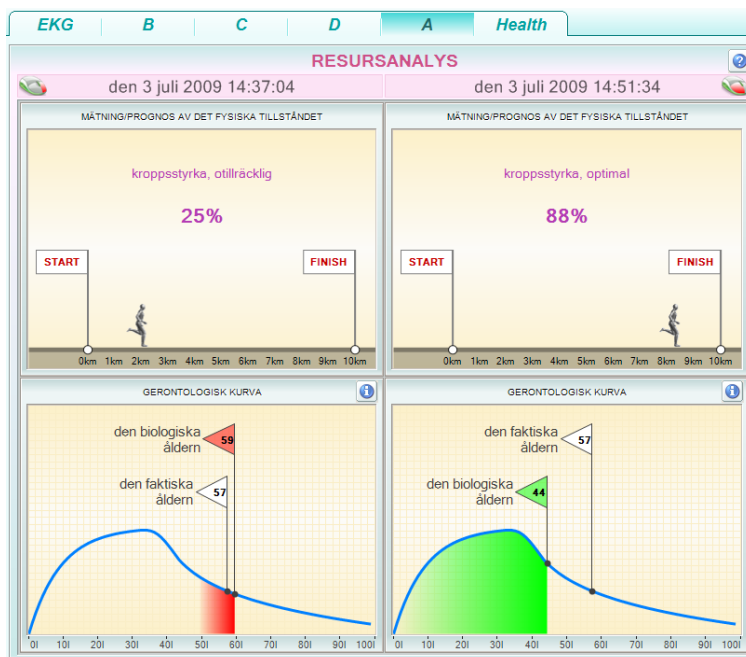 EKG B C D A Health
RESURSANALYS
den 3 juli 2009 14:37:04
den 3 juli 2009 14:51:34
MÄTNING/PROGNOS AV DET FYSISKA TILLSTÅNDET
kroppsstyrka, otillräcklig
25%
START
FINISH
0km 1km 2km 3km 4km 5km 6km 7km 8km 9km 10km
MÄTNING/PROGNOS AV DET FYSISKA TILLSTÅNDET
kroppsstyrka, optimal
88%
START
FINISH
0km 1km 2km 3km 4km 5km 6km 7km 8km 9km 10km
GERONTOLOGISK KURVA
den biologiska
åldern
59
den faktiska
åldern
57
0l 10l 20l 30l 40l 50l 60l 70l 80l 90l 100l
GERONTOLOGISK KURVA
den faktiska
åldern
57
den biologiska
åldern
44
0l 10l 20l 30l 40l 50l 60l 70l 80l 90l 100l